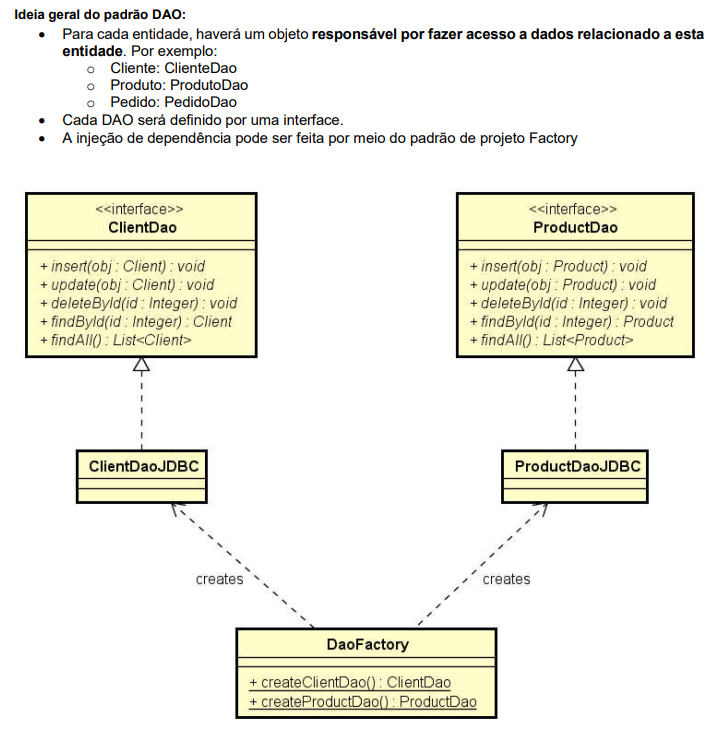 Ideia geral do padrão DAO:
• Para cada entidade, haverá um objeto responsável por fazer acesso a dados relacionado a esta
entidade. Por exemplo:
o Cliente: ClienteDao
o Produto: ProdutoDao
o Pedido: PedidoDao
• Cada DAO será definido por uma interface.
• A injeção de dependência pode ser feita por meio do padrão de projeto Factory
<<interface>>
ClientDao
+ insert(obj : Client) : void
+ update(obj : Client) : void
+ deleteById(id : Integer) : void
+ findById(id : Integer) : Client
+ findAll() : List<Client>
<<interface>>
ProductDao
+ insert(obj : Product) : void
+ update(obj : Product) : void
+ deleteById(id : Integer) : void
+ findById(id : Integer) : Product
+ findAll() : List<Product>
ClientDaoJDBC
ProductDaoJDBC
creates
creates
DaoFactory
+ createClientDao() : ClientDao
+ createProductDao() : ProductDao